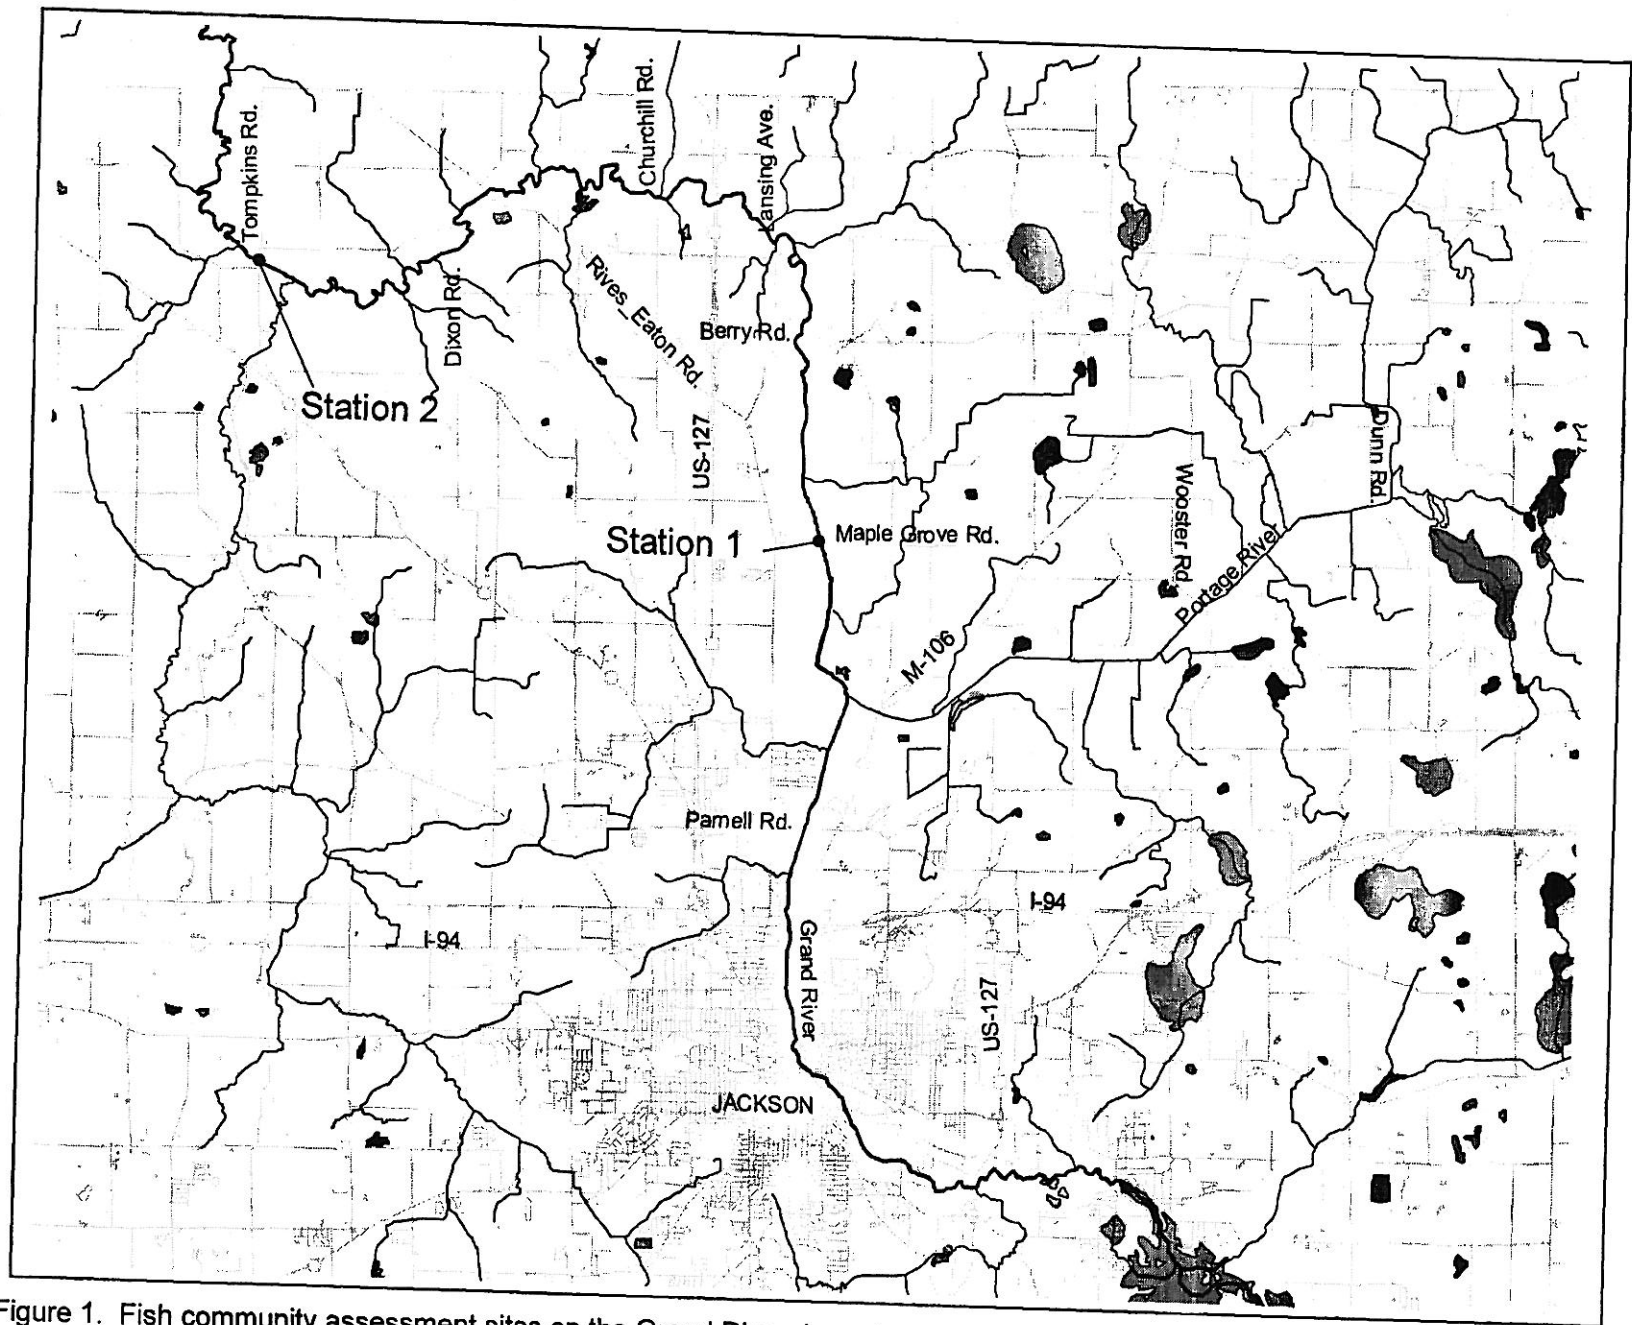 Tompkins Rd.
Churchill Rd.
Kansing Ave.
Dixon Rd.
Rives_Eaton Rd.
Berry Rd.
Station 2
US-127
Dunn Rd.
Wooster Rd.
Station 1
Maple Grove Rd.
Portage River
M-106
Parnell Rd.
I-94
I-94
Grand River
US-127
JACKSON
Figure 1. Fish community assessment sites on the Grand